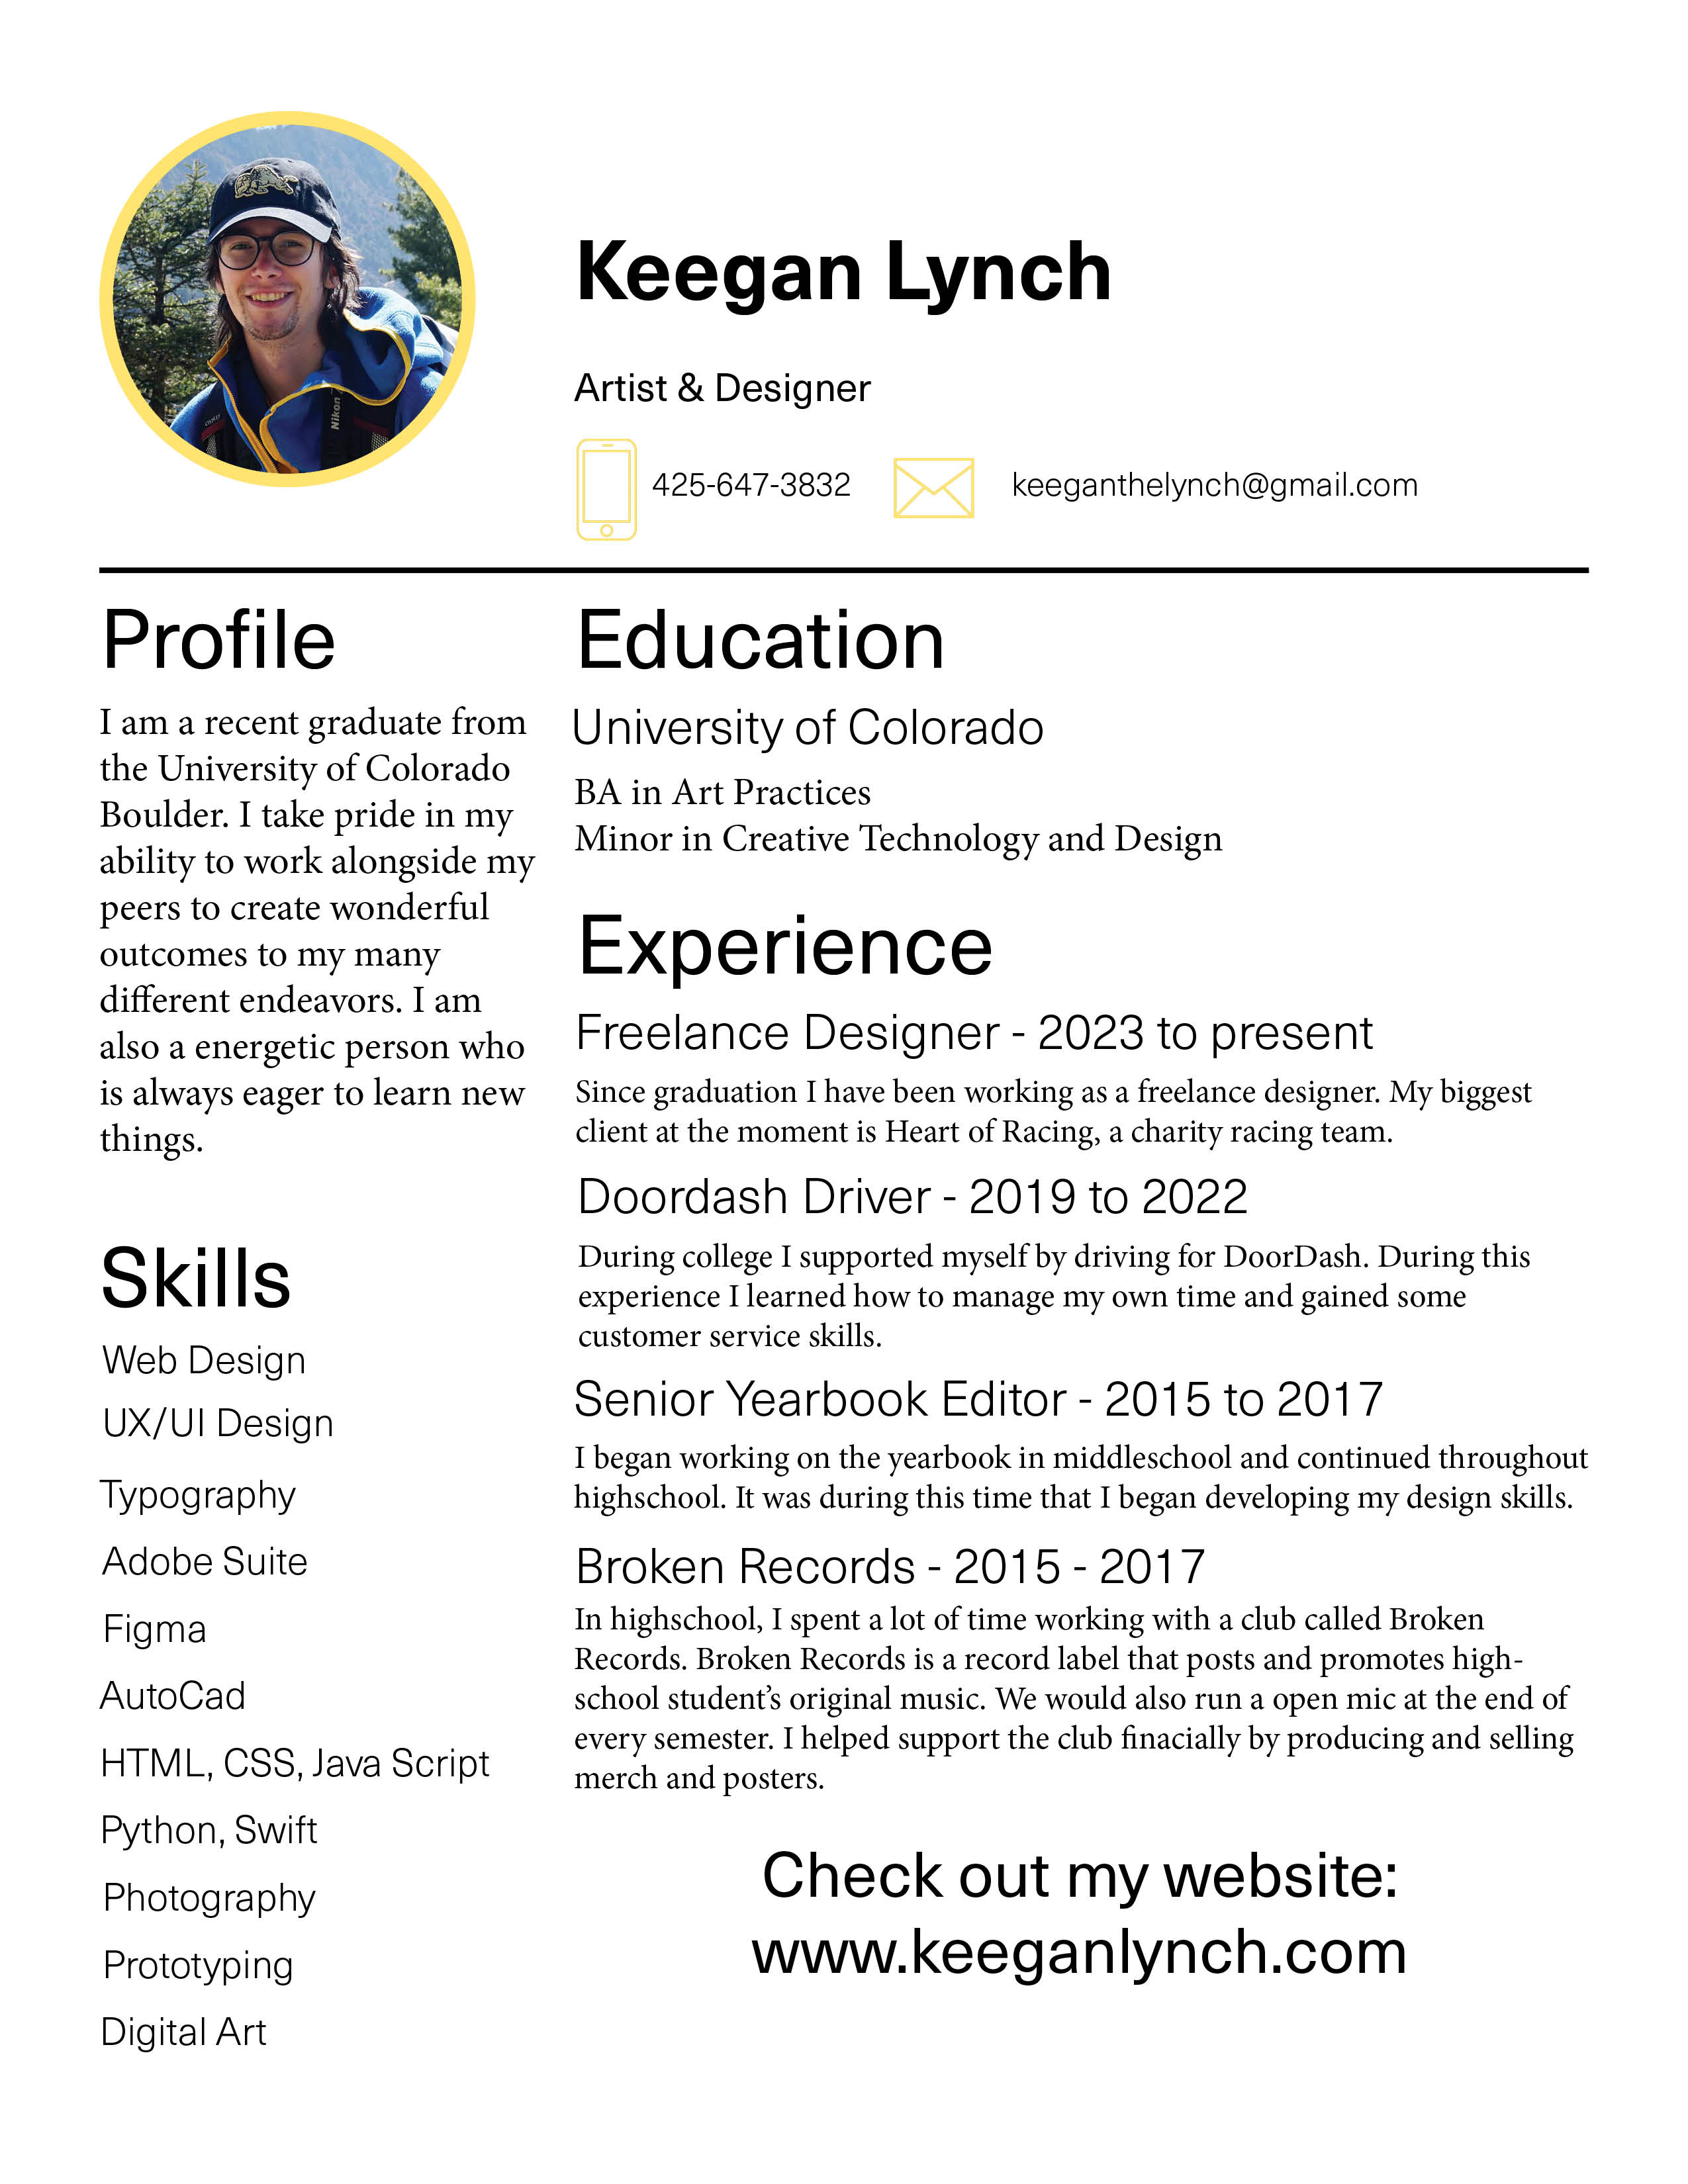 Keegan Lynch
Artist & Designer
425-647-3832
keeganthelynch@gmail.com
Nikon
Profile
I am a recent graduate from
the University of Colorado
Boulder. I take pride in my
ability to work alongside my
peers to create wonderful
outcomes to my many
different endeavors. I am
also a energetic person who
is always eager to learn new
things.
Skills
Web Design
UX/UI Design
Typography
Adobe Suite
Figma
AutoCad
HTML, CSS, Java Script
Python, Swift
Photography
Prototyping
Digital Art
Education
University of Colorado
BA in Art Practices
Minor in Creative Technology and Design
Experience
Freelance Designer - 2023 to present
Since graduation I have been working as a freelance designer. My biggest
client at the moment is Heart of Racing, a charity racing team.
Doordash Driver - 2019 to 2022
During college I supported myself by driving for DoorDash. During this
experience I learned how to manage my own time and gained some
customer service skills.
Senior Yearbook Editor - 2015 to 2017
I began working on the yearbook in middleschool and continued throughout
highschool. It was during this time that I began developing my design skills.
Broken Records - 2015 - 2017
In highschool, I spent a lot of time working with a club called Broken
Records. Broken Records is a record label that posts and promotes high-
school student’s original music. We would also run a open mic at the end of
every semester. I helped support the club finacially by producing and selling
merch and posters.
Check out my website:
www.keeganlynch.com